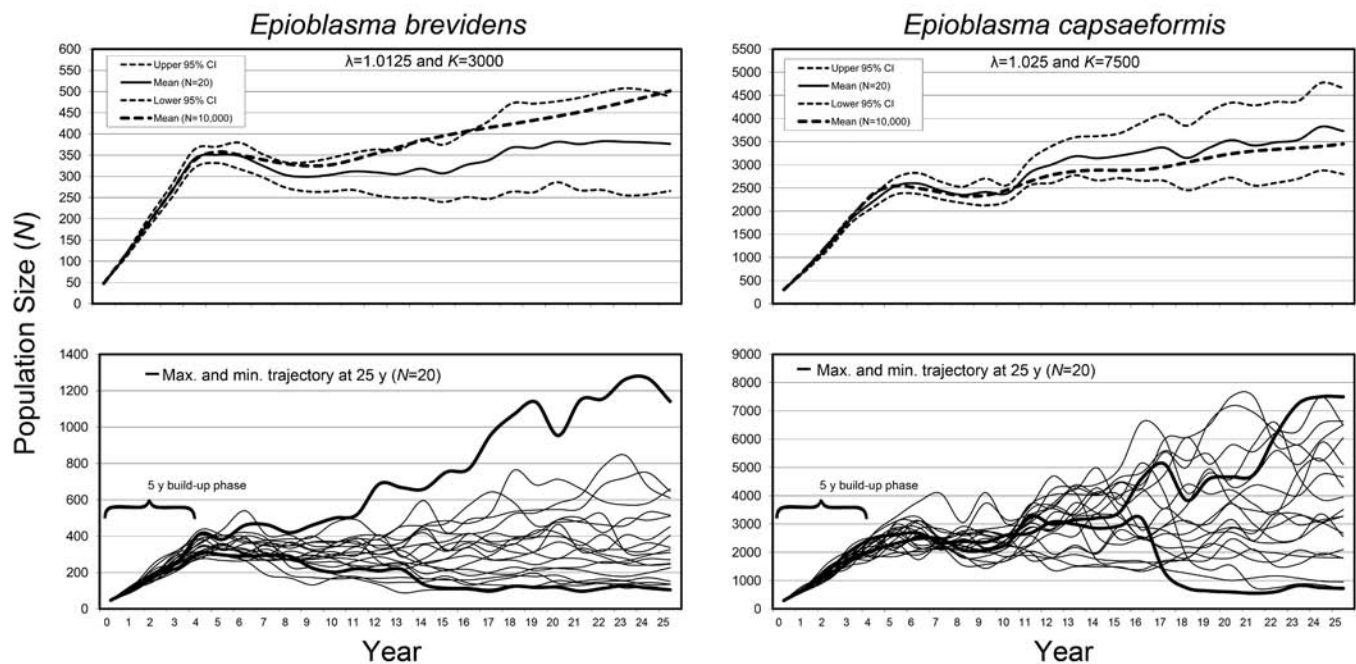 Epioblasma brevidens
Epioblasma capsaeformis
Population Size (N)
600
550
500
450
400
350
300
250
200
150
100
50
0
Upper 95% CI
Mean (N=20)
Lower 95% CI
Mean (N=10,000)
λ=1.0125 and K=3000
5500
5000
4500
4000
3500
3000
2500
2000
1500
1000
500
0
Upper 95% CI
Mean (N=20)
Lower 95% CI
Mean (N=10,000)
λ=1.025 and K=7500
1400
1200
1000
800
600
400
200
0
Max. and min. trajectory at 25 y (N=20)
5 y build-up phase
0 1 2 3 4 5 6 7 8 9 10 11 12 13 14 15 16 17 18 19 20 21 22 23 24 25
Year
9000
8000
7000
6000
5000
4000
3000
2000
1000
0
Max. and min. trajectory at 25 y (N=20)
5 y build-up phase
0 1 2 3 4 5 6 7 8 9 10 11 12 13 14 15 16 17 18 19 20 21 22 23 24 25
Year